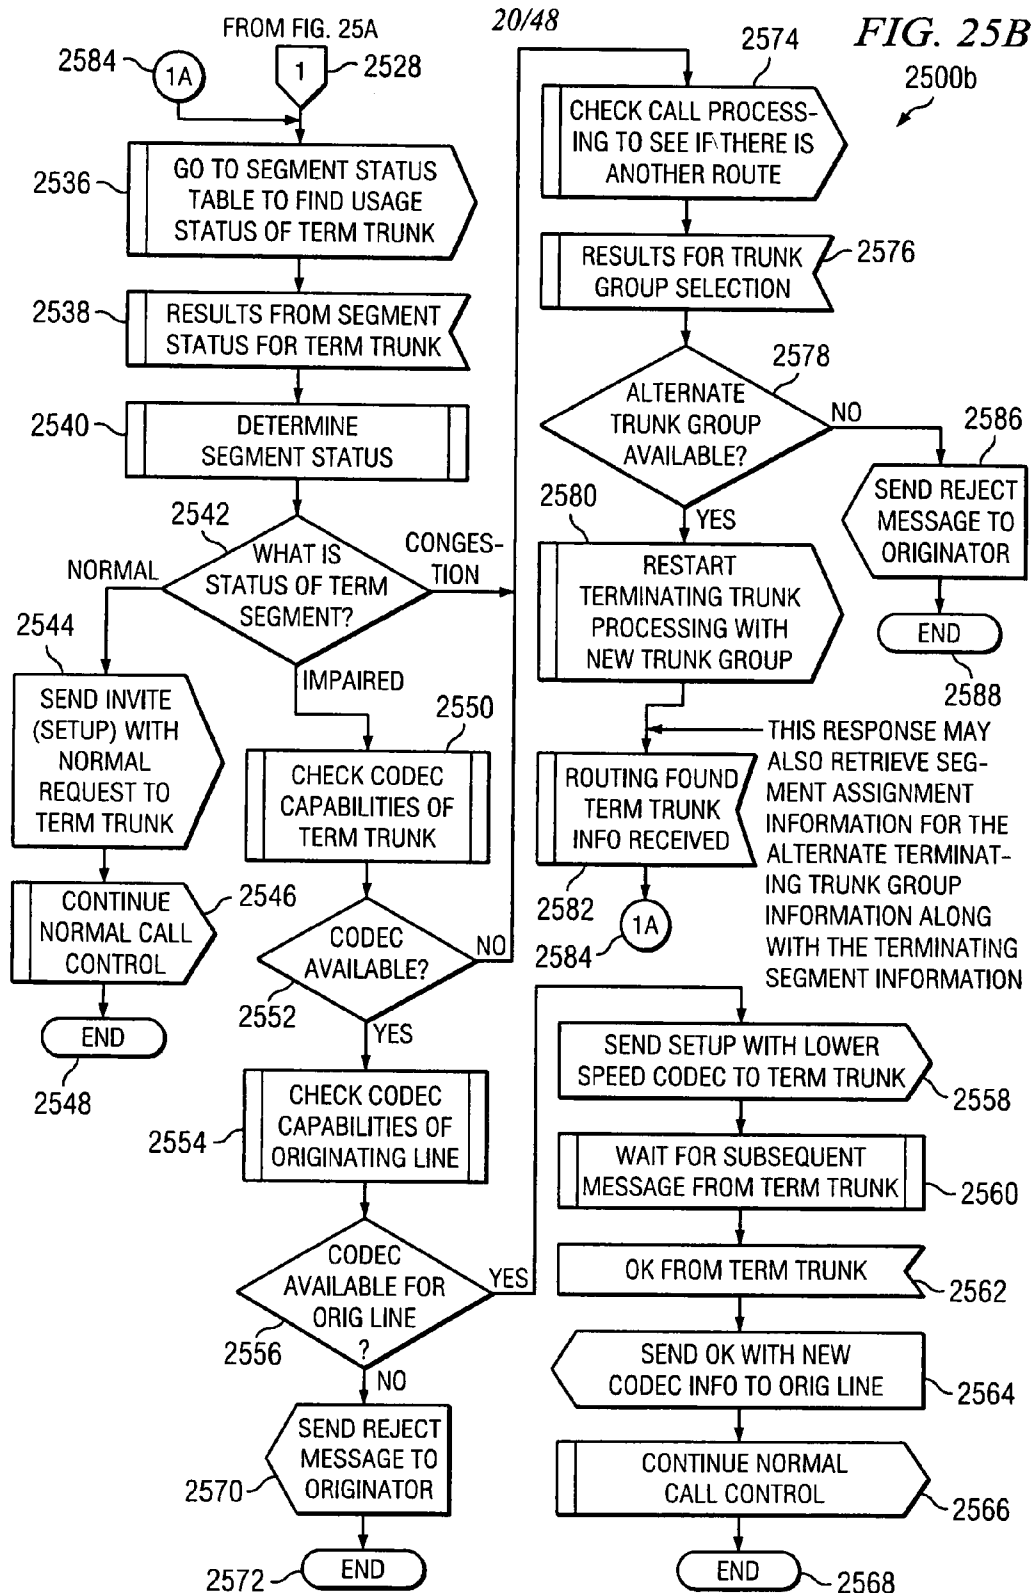 20/48
FIG. 25B
2500b
FROM FIG. 25A
2584
1A
1
2528
2536
GO TO SEGMENT STATUS
TABLE TO FIND USAGE
STATUS OF TERM TRUNK
2538
RESULTS FROM SEGMENT
STATUS FOR TERM TRUNK
2540
DETERMINE
SEGMENT STATUS
2542
WHAT IS
STATUS OF TERM
SEGMENT?
NORMAL
CONGES-
TION
IMPAIRED
2544
SEND INVITE
(SETUP) WITH
NORMAL
REQUEST TO
TERM TRUNK
2546
CONTINUE
NORMAL CALL
CONTROL
END
2548
2550
CHECK CODEC
CAPABILITIES OF
TERM TRUNK
CODEC
AVAILABLE?
NO
2552
YES
2554
CHECK CODEC
CAPABILITIES OF
ORIGINATING LINE
CODEC
AVAILABLE FOR
ORIG LINE
?
YES
2556
NO
SEND REJECT
MESSAGE TO
ORIGINATOR
2570
END
2572
2574
CHECK CALL PROCESS-
ING TO SEE IF THERE IS
ANOTHER ROUTE
2576
RESULTS FOR TRUNK
GROUP SELECTION
2578
ALTERNATE
TRUNK GROUP
AVAILABLE?
NO
2586
SEND REJECT
MESSAGE TO
ORIGINATOR
END
2588
YES
2580
RESTART
TERMINATING TRUNK
PROCESSING WITH
NEW TRUNK GROUP
ROUTING FOUND
TERM TRUNK
INFO RECEIVED
2582
1A
2584
THIS RESPONSE MAY
ALSO RETRIEVE SEG-
MENT ASSIGNMENT
INFORMATION FOR THE
ALTERNATE TERMINAT-
ING TRUNK GROUP
INFORMATION ALONG
WITH THE TERMINATING
SEGMENT INFORMATION
SEND SETUP WITH LOWER
SPEED CODEC TO TERM TRUNK
2558
WAIT FOR SUBSEQUENT
MESSAGE FROM TERM TRUNK
2560
OK FROM TERM TRUNK
2562
SEND OK WITH NEW
CODEC INFO TO ORIG LINE
2564
CONTINUE NORMAL
CALL CONTROL
2566
END
2568